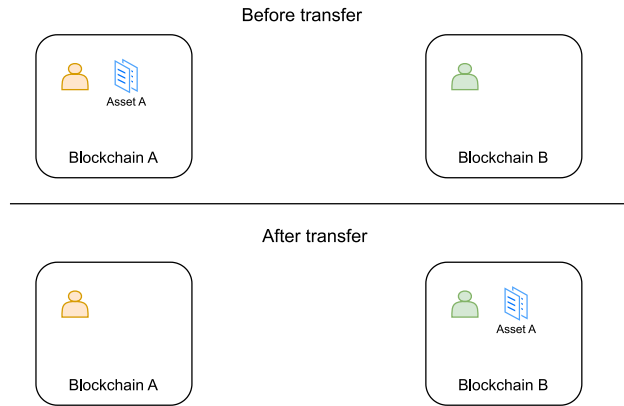 Before transfer
Asset A
Blockchain A
Blockchain B
After transfer
Asset A
Blockchain A
Blockchain B